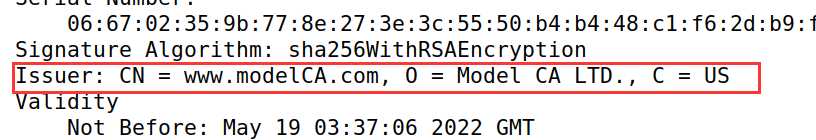 Serial Number:
06:67:02:35:9b:77:8e:27:3e:3c:55:50:b4:b4:48:c1:f6:2d:b9:f
Signature Algorithm: sha256WithRSAEncryption
Issuer: CN = www.modelCA.com, O = Model CA LTD., C = US
Validity
Not Before: May 19 03:37:06 2022 GMT